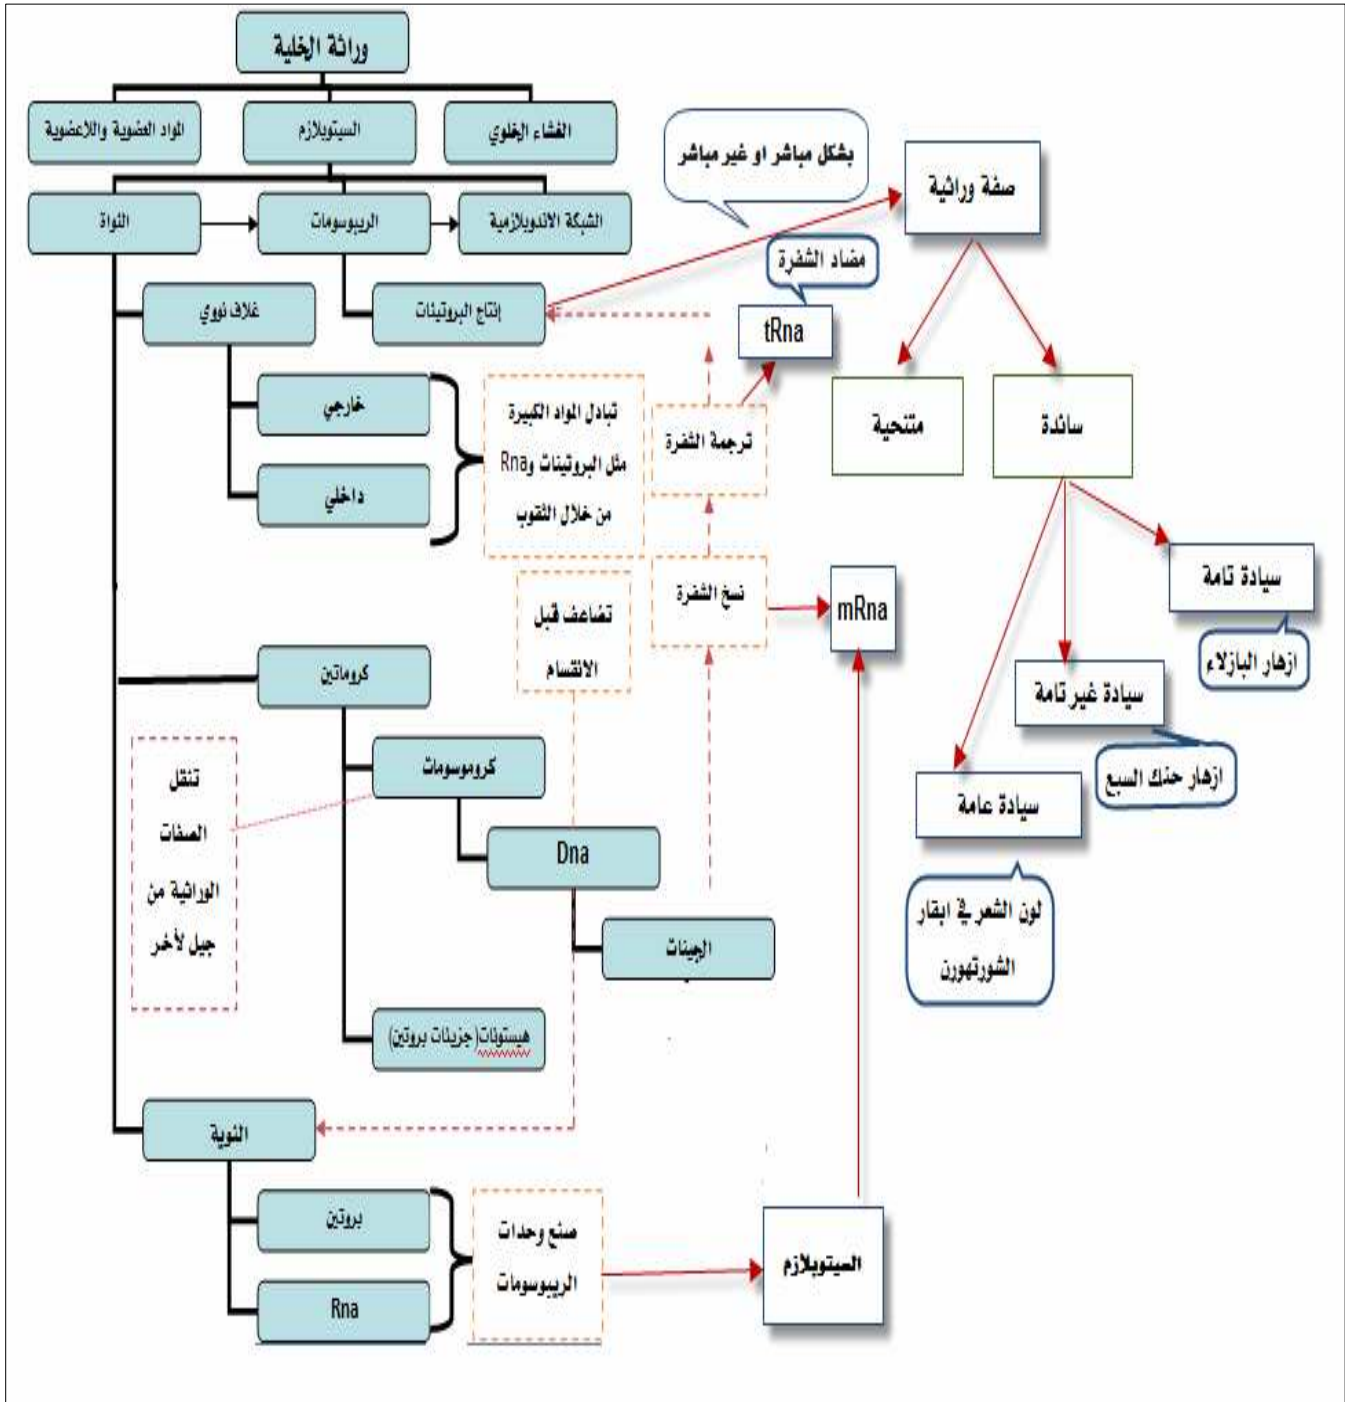 وراثة الخلية
الغشاء الخلوي
السيتوبلازم
المواد العضوية واللاعضوية
بشكل مباشر او غير مباشر
صفة وراثية
الشبكة الاندوبلازمية
الريبوسومات
النواة
مضاد الشفرة
tRna
إنتاج البروتينات
غلاف نووي
سائدة
متنحية
ترجمة الشفرة
تبادل المواد الكبيرة
مثل البروتينات وRna
من خلال الثقوب
خارجي
داخلي
سيادة تامة
ازهار البازلاء
mRna
نسخ الشفرة
تضاعف قبل
الانقسام
كروماتين
سيادة غير تامة
ازهار حنك السبع
سيادة عامة
لون الشعر في ابقار
الشورتهورن
كروموسومات
تنقل
الصفات
الوراثية من
جيل لأخر
Dna
الجينات
هيستونات( جزيئات بروتين)
النوية
بروتين
Rna
صنع وحدات
الريبوسومات
السيتوبلازم